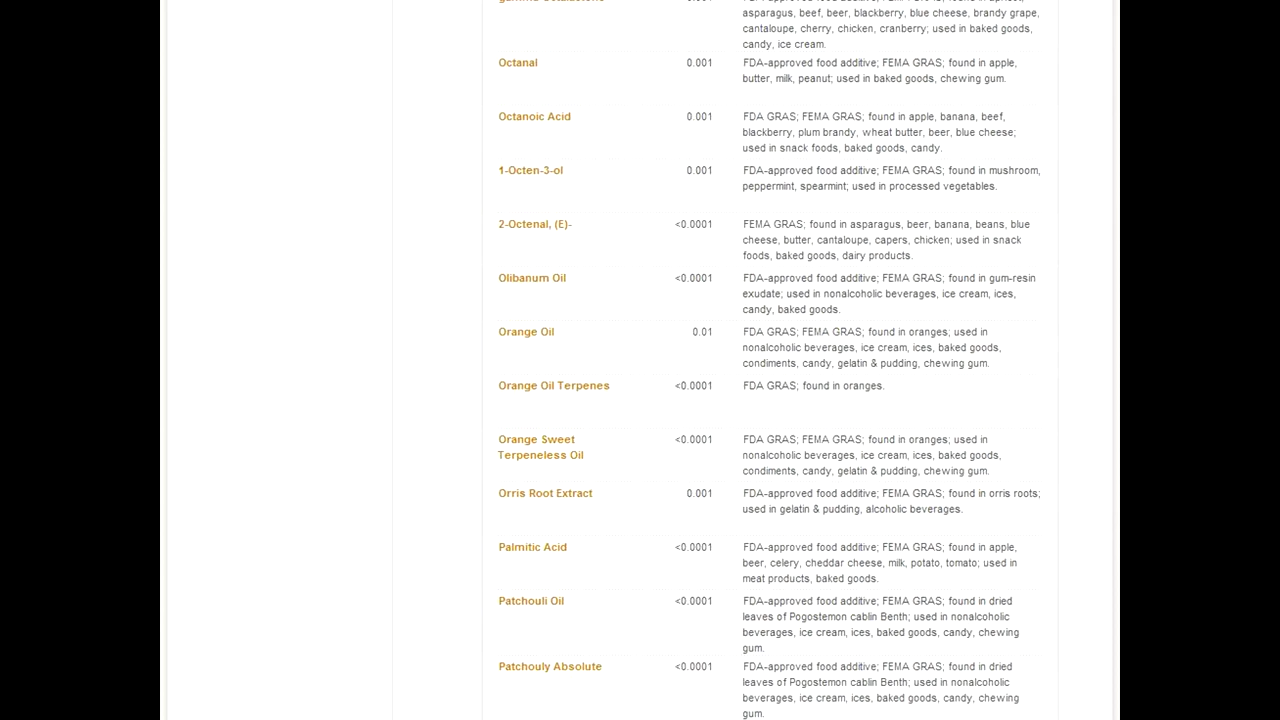 asparagus, beef, beer, blackberry, blue cheese, brandy grape,
cantaloupe, cherry, chicken, cranberry; used in baked goods,
candy, ice cream.
Octanal 0.001 FDA-approved food additive; FEMA GRAS; found in apple,
butter, milk, peanut; used in baked goods, chewing gum.
Octanoic Acid 0.001 FDA GRAS; FEMA GRAS; found in apple, banana, beef,
blackberry, plum brandy, wheat butter, beer, blue cheese;
used in snack foods, baked goods, candy.
1-Octen-3-ol 0.001 FDA-approved food additive; FEMA GRAS; found in mushroom,
peppermint, spearmint; used in processed vegetables.
2-Octenal, (E)- <0.0001 FEMA GRAS; found in asparagus, beer, banana, beans, blue
cheese, butter, cantaloupe, capers, chicken; used in snack
foods, baked goods, dairy products.
Olibanum Oil <0.0001 FDA-approved food additive; FEMA GRAS; found in gum-resin
exudate; used in nonalcoholic beverages, ice cream, ices,
candy, baked goods.
Orange Oil 0.01 FDA GRAS; FEMA GRAS; found in oranges; used in
nonalcoholic beverages, ice cream, ices, baked goods,
condiments, candy, gelatin & pudding, chewing gum.
Orange Oil Terpenes <0.0001 FDA GRAS; found in oranges.
Orange Sweet <0.0001 FDA GRAS; FEMA GRAS; found in oranges; used in
Terpeneless Oil nonalcoholic beverages, ice cream, ices, baked goods,
condiments, candy, gelatin & pudding, chewing gum.
Orris Root Extract 0.001 FDA-approved food additive; FEMA GRAS; found in orris roots;
used in gelatin & pudding, alcoholic beverages.
Palmitic Acid <0.0001 FDA-approved food additive; FEMA GRAS; found in apple,
beer, celery, cheddar cheese, milk, potato, tomato; used in
meat products, baked goods.
Patchouli Oil <0.0001 FDA-approved food additive; FEMA GRAS; found in dried
leaves of Pogostemon cablin Benth; used in nonalcoholic
beverages, ice cream, ices, baked goods, candy, chewing
gum.
Patchouly Absolute <0.0001 FDA-approved food additive; FEMA GRAS; found in dried
leaves of Pogostemon cablin Benth; used in nonalcoholic
beverages, ice cream, ices, baked goods, candy, chewing
gum.